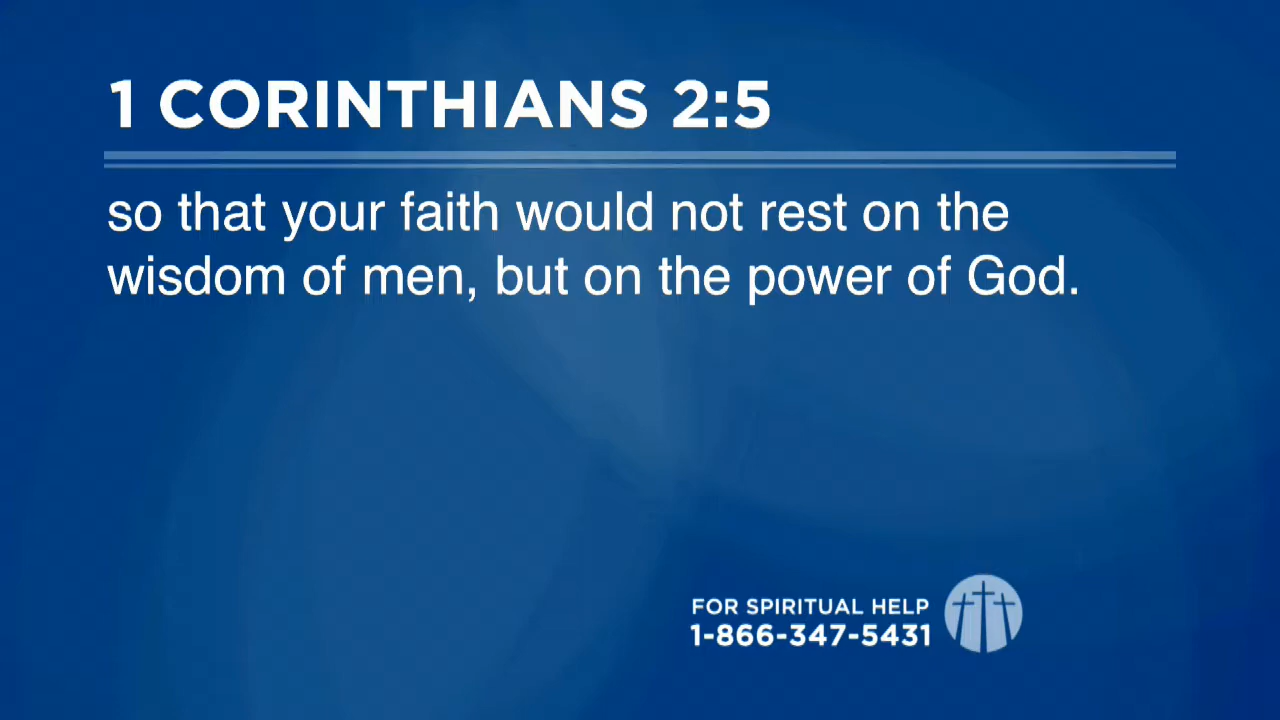 1 CORINTHIANS 2:5
so that your faith would not rest on the
wisdom of men, but on the power of God.
FOR SPIRITUAL HELP
1-866-347-5431